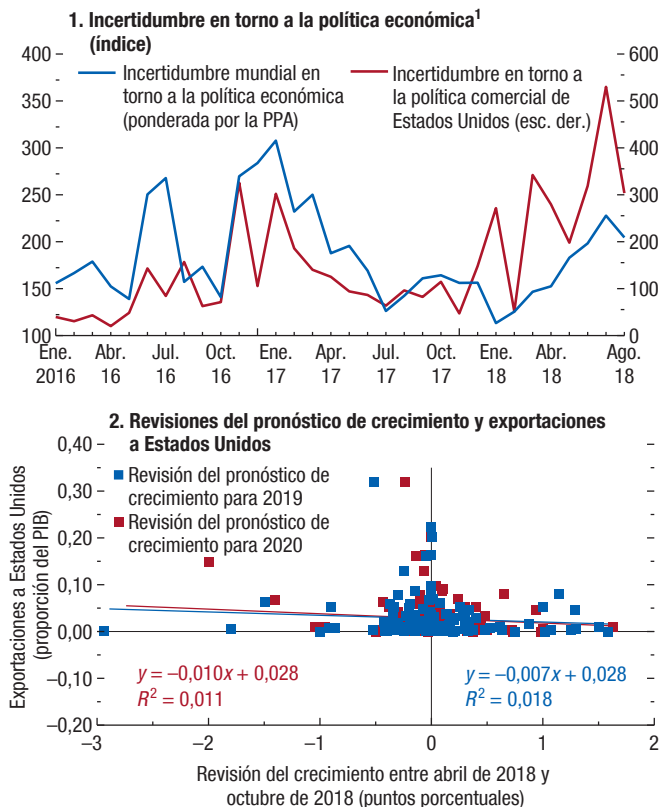 1. Incertidumbre en torno a la política económica¹
(índice)
400
350
300
250
200
150
100
600
500
400
300
200
100
0
Incertidumbre mundial en
torno a la política económica
(ponderada por la PPA)
Incertidumbre en torno a
la política comercial de
Estados Unidos (esc. der.)
Ene. Abr. Jul. Oct. Ene. Abr. Jul. Oct. Ene. Abr. Ago.
2016 16 16 16 17 17 17 17 18 18 18
2. Revisiones del pronóstico de crecimiento y exportaciones
a Estados Unidos
Exportaciones a Estados Unidos
(proporción del PIB)
0,40
0,30
0,20
0,10
0,00
–0,10
–0,20
Revisión del pronóstico de
crecimiento para 2019
Revisión del pronóstico de
crecimiento para 2020
y = –0,010x + 0,028
R² = 0,011
y = –0,007x + 0,028
R² = 0,018
–3 –2 –1 0 1 2
Revisión del crecimiento entre abril de 2018 y
octubre de 2018 (puntos porcentuales)